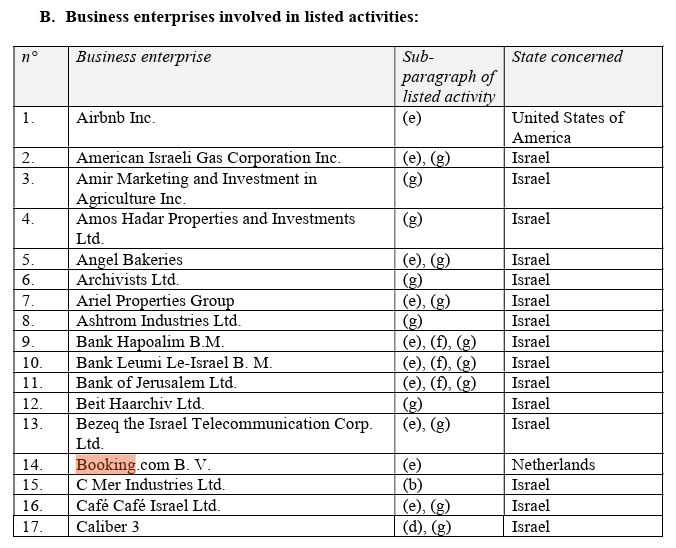 B. Business enterprises involved in listed activities:
n° Business enterprise Sub-
paragraph of
listed activity State concerned
1. Airbnb Inc. (e) United States of
America
2. American Israeli Gas Corporation Inc. (e), (g) Israel
3. Amir Marketing and Investment in (g) Israel
Agriculture Inc.
4. Amos Hadar Properties and Investments (g) Israel
Ltd.
5. Angel Bakeries (e), (g) Israel
6. Archivists Ltd. (g) Israel
7. Ariel Properties Group (e), (g) Israel
8. Ashtrom Industries Ltd. (g) Israel
9. Bank Hapoalim B.M. (e), (f), (g) Israel
10. Bank Leumi Le-Israel B. M. (e), (f), (g) Israel
11. Bank of Jerusalem Ltd. (e), (f), (g) Israel
12. Beit Haarchiv Ltd. (g) Israel
13. Bezeq the Israel Telecommunication Corp. (e), (g) Israel
Ltd.
14. Booking.com B. V. (e) Netherlands
15. C Mer Industries Ltd. (b) Israel
16. Café Café Israel Ltd. (e), (g) Israel
17. Caliber 3 (d), (g) Israel